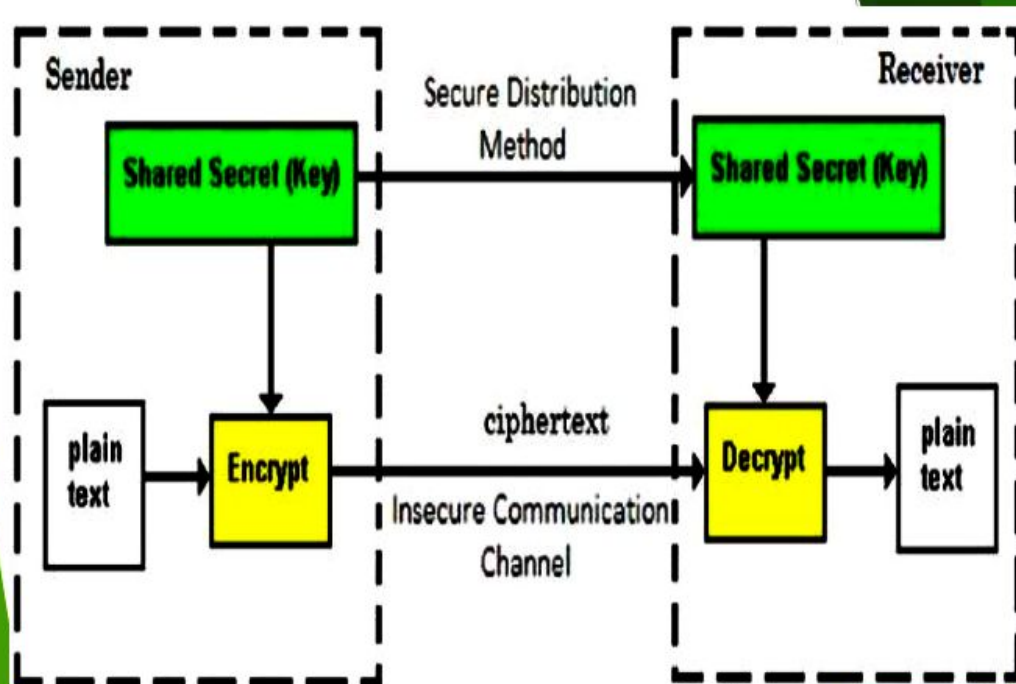 Sender
Receiver
Secure Distribution
Method
Shared Secret (Key)
Shared Secret (Key)
plain
text
Encrypt
ciphertext
Insecure Communication
Channel
Decrypt
plain
text